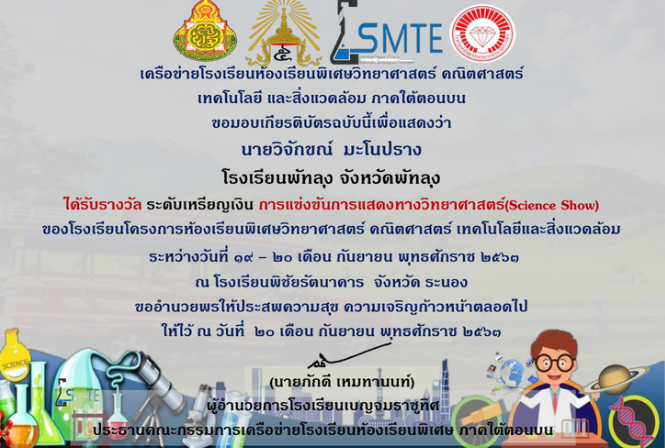 SMTE
เครือข่ายโรงเรียนห้องเรียนพิเศษวิทยาศาสตร์ คณิตศาสตร์
เทคโนโลยี และสิ่งแวดล้อม ภาคใต้ตอนบน
ขอมอบเกียรติบัตรฉบับนี้เพื่อแสดงว่า
นายวิจักขณ์ มะโนปราง
โรงเรียนพัทลุง จังหวัดพัทลุง
ได้รับรางวัล ระดับเหรียญเงิน การแข่งขันการแสดงทางวิทยาศาสตร์(Science Show)
ของโรงเรียนโครงการห้องเรียนพิเศษวิทยาศาสตร์ คณิตศาสตร์ เทคโนโลยีและสิ่งแวดล้อม
ระหว่างวันที่ ๑๙ – ๒๐ เดือน กันยายน พุทธศักราช ๒๕๖๑
ณ โรงเรียนพิชัยรัตนาคาร จังหวัด ระนอง
ขออำนวยพรให้ประสพความสุข ความเจริญก้าวหน้าตลอดไป
ให้ไว้ ณ วันที่ ๒๐ เดือน กันยายน พุทธศักราช ๒๕๖๑
SCIENCE
SMTE
(นายภักดี เหมทานนท์)
ผู้อำนวยการโรงเรียนเบญจมราชูทิศ
ประธานคณะกรรมการเครือข่ายโรงเรียนห้องเรียนพิเศษ ภาคใต้ตอนบน